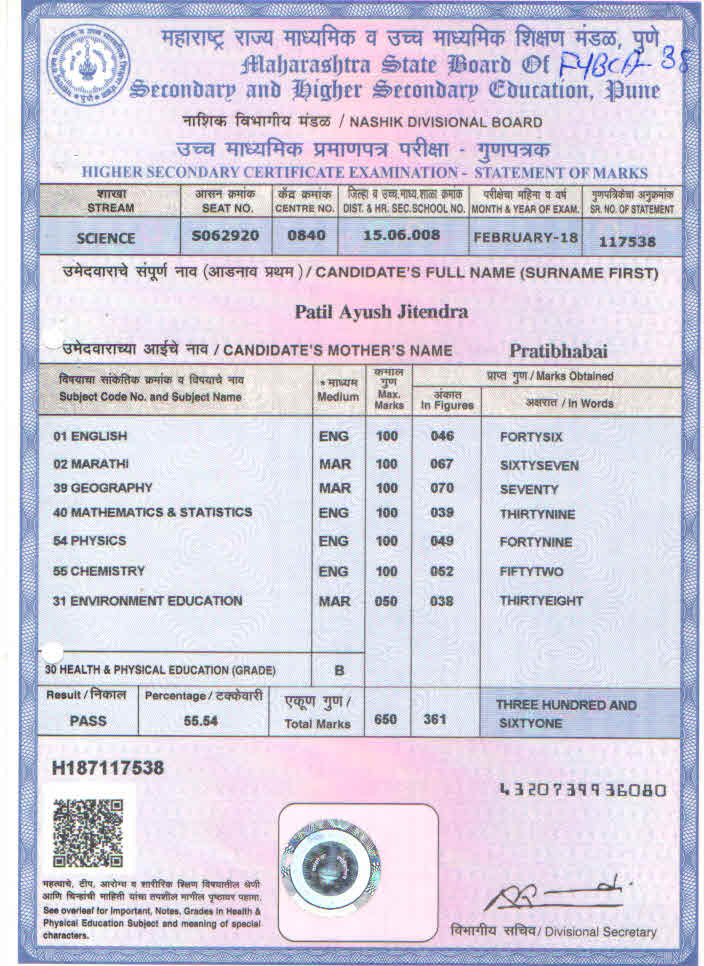 महाराष्ट्र राज्य माध्यमिक व उच्च माध्यमिक शिक्षण मंडळ, पुणे
Maharashtra State Board Of FYBCA-38
Secondary and Higher Secondary Education, Pune
नाशिक विभागीय मंडळ / NASHIK DIVISIONAL BOARD
उच्च माध्यमिक प्रमाणपत्र परीक्षा - गुणपत्रक
HIGHER SECONDARY CERTIFICATE EXAMINATION - STATEMENT OF MARKS
शाखा आसन क्रमांक केंद्र क्रमांक जिल्हा व उच्च.माध्य.शाळा क्रमांक परीक्षेचा महिना व वर्ष गुणपत्रिकेचा अनुक्रमांक
STREAM SEAT NO. CENTRE NO. DIST. & HR. SEC.SCHOOL NO. MONTH & YEAR OF EXAM. SR. NO. OF STATEMENT
SCIENCE S062920 0840 15.06.008 FEBRUARY-18 117538
उमेदवाराचे संपूर्ण नाव (आडनाव प्रथम) / CANDIDATE'S FULL NAME (SURNAME FIRST)
Patil Ayush Jitendra
उमेदवाराच्या आईचे नाव / CANDIDATE'S MOTHER'S NAME Pratibhabai
विषयाचा सांकेतिक क्रमांक व विषयाचे नाव * माध्यम कमाल गुण प्राप्त गुण / Marks Obtained
Subject Code No. and Subject Name Medium Max. Marks अंकात In Figures अक्षरात / In Words
01 ENGLISH ENG 100 046 FORTYSIX
02 MARATHI MAR 100 067 SIXTYSEVEN
39 GEOGRAPHY MAR 100 070 SEVENTY
40 MATHEMATICS & STATISTICS ENG 100 039 THIRTYNINE
54 PHYSICS ENG 100 049 FORTYNINE
55 CHEMISTRY ENG 100 052 FIFTYTWO
31 ENVIRONMENT EDUCATION MAR 050 038 THIRTYEIGHT
30 HEALTH & PHYSICAL EDUCATION (GRADE) B
Result / निकाल Percentage / टक्केवारी एकूण गुण / THREE HUNDRED AND
PASS 55.54 Total Marks 650 361 SIXTYONE
H187117538
4320739936080
महत्वाचे, टीप, आरोग्य व शारीरिक शिक्षण विषयातील श्रेणी
आणि चिन्हांची माहिती यांचा तपशील मागील पृष्ठावर पहावा.
See overleaf for Important, Notes, Grades in Health &
Physical Education Subject and meaning of special
characters.
विभागीय सचिव/ Divisional Secretary